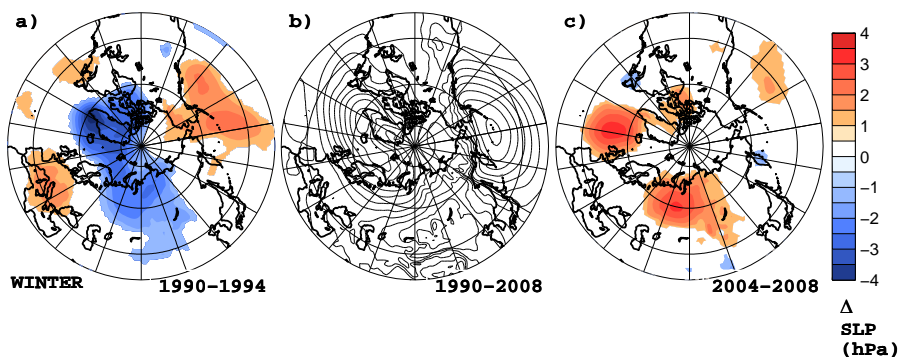 a)
b)
c)
WINTER
1990–1994
1990–2008
2004–2008
4
3
2
1
0
−1
−2
−3
−4
Δ
SLP
(hPa)